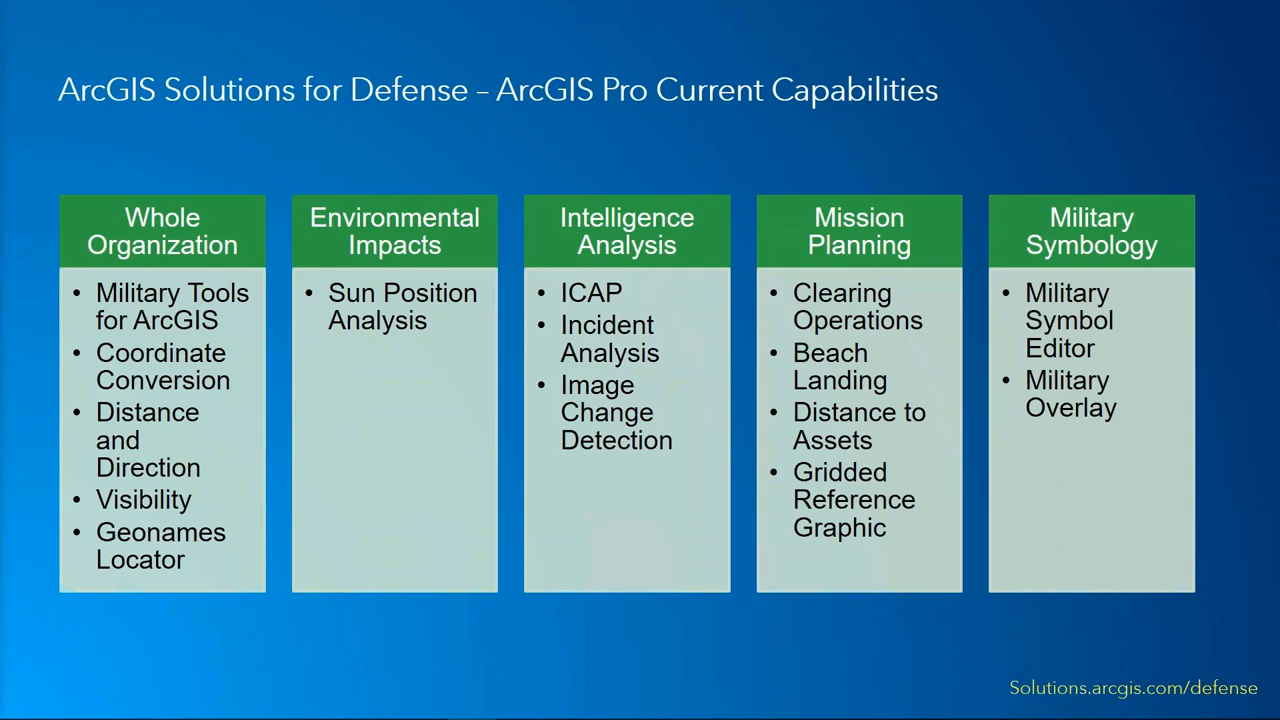 ArcGIS Solutions for Defense – ArcGIS Pro Current Capabilities
Whole
Organization
• Military Tools
for ArcGIS
• Coordinate
Conversion
• Distance
and
Direction
• Visibility
• Geonames
Locator
Environmental
Impacts
• Sun Position
Analysis
Intelligence
Analysis
• ICAP
• Incident
Analysis
• Image
Change
Detection
Mission
Planning
• Clearing
Operations
• Beach
Landing
• Distance to
Assets
• Gridded
Reference
Graphic
Military
Symbology
• Military
Symbol
Editor
• Military
Overlay
Solutions.arcgis.com/defense